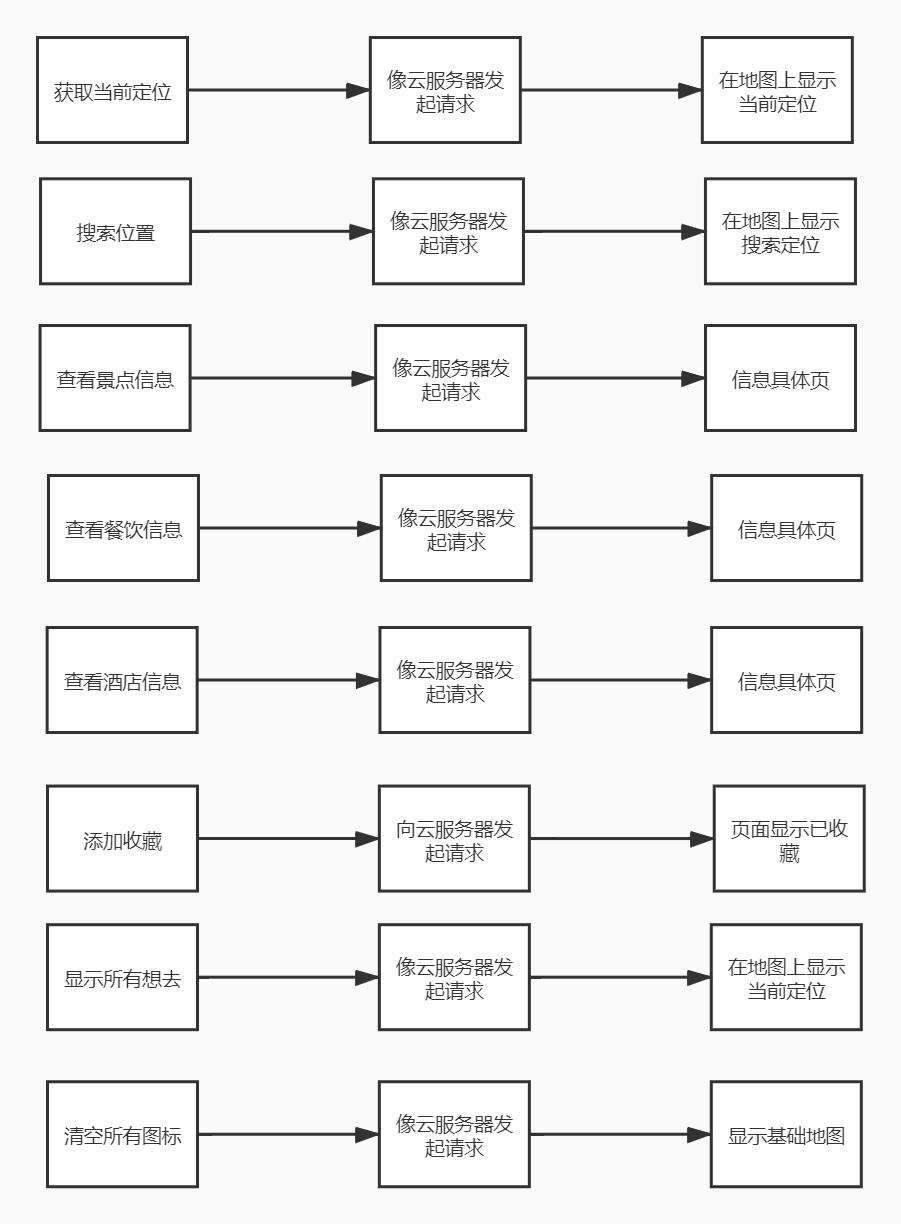 获取当前定位
像云服务器发
起请求
在地图上显示
当前定位
搜索位置
像云服务器发
起请求
在地图上显示
搜索定位
查看景点信息
像云服务器发
起请求
信息具体页
查看餐饮信息
像云服务器发
起请求
信息具体页
查看酒店信息
像云服务器发
起请求
信息具体页
添加收藏
向云服务器发
起请求
页面显示已收
藏
显示所有想去
像云服务器发
起请求
在地图上显示
当前定位
清空所有图标
像云服务器发
起请求
显示基础地图